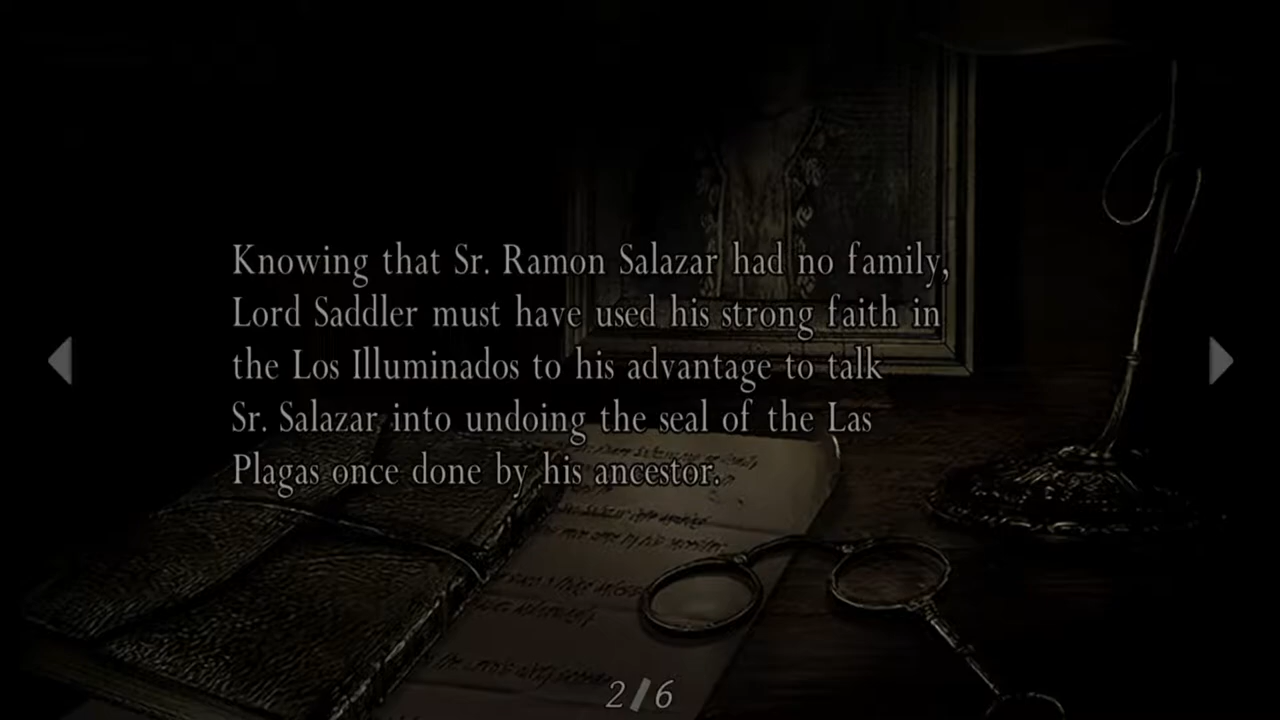 Knowing that Sr. Ramon Salazar had no family,
Lord Saddler must have used his strong faith in
the Los Illuminados to his advantage to talk
Sr. Salazar into undoing the seal of the Las
Plagas once done by his ancestor.
2/6